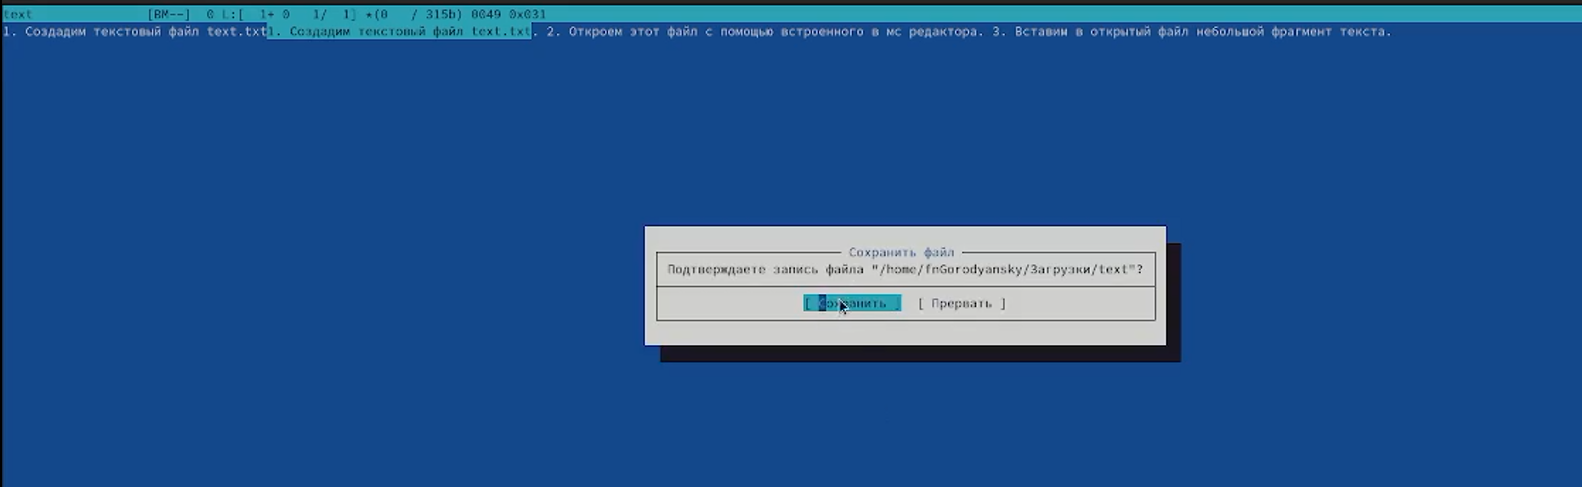 text [BM--] 0 L:[ 1+ 0 1/ 1] *(0 / 315b) 0049 0x031
1. Создадим текстовый файл text.txt1. Создадим текстовый файл text.txt. 2. Откроем этот файл с помощью встроенного в mc редактора. 3. Вставим в открытый файл небольшой фрагмент текста.
Сохранить файл
Подтверждаете запись файла "/home/fnGorodyansky/Загрузки/text"?
[ Сохранить ] [ Прервать ]